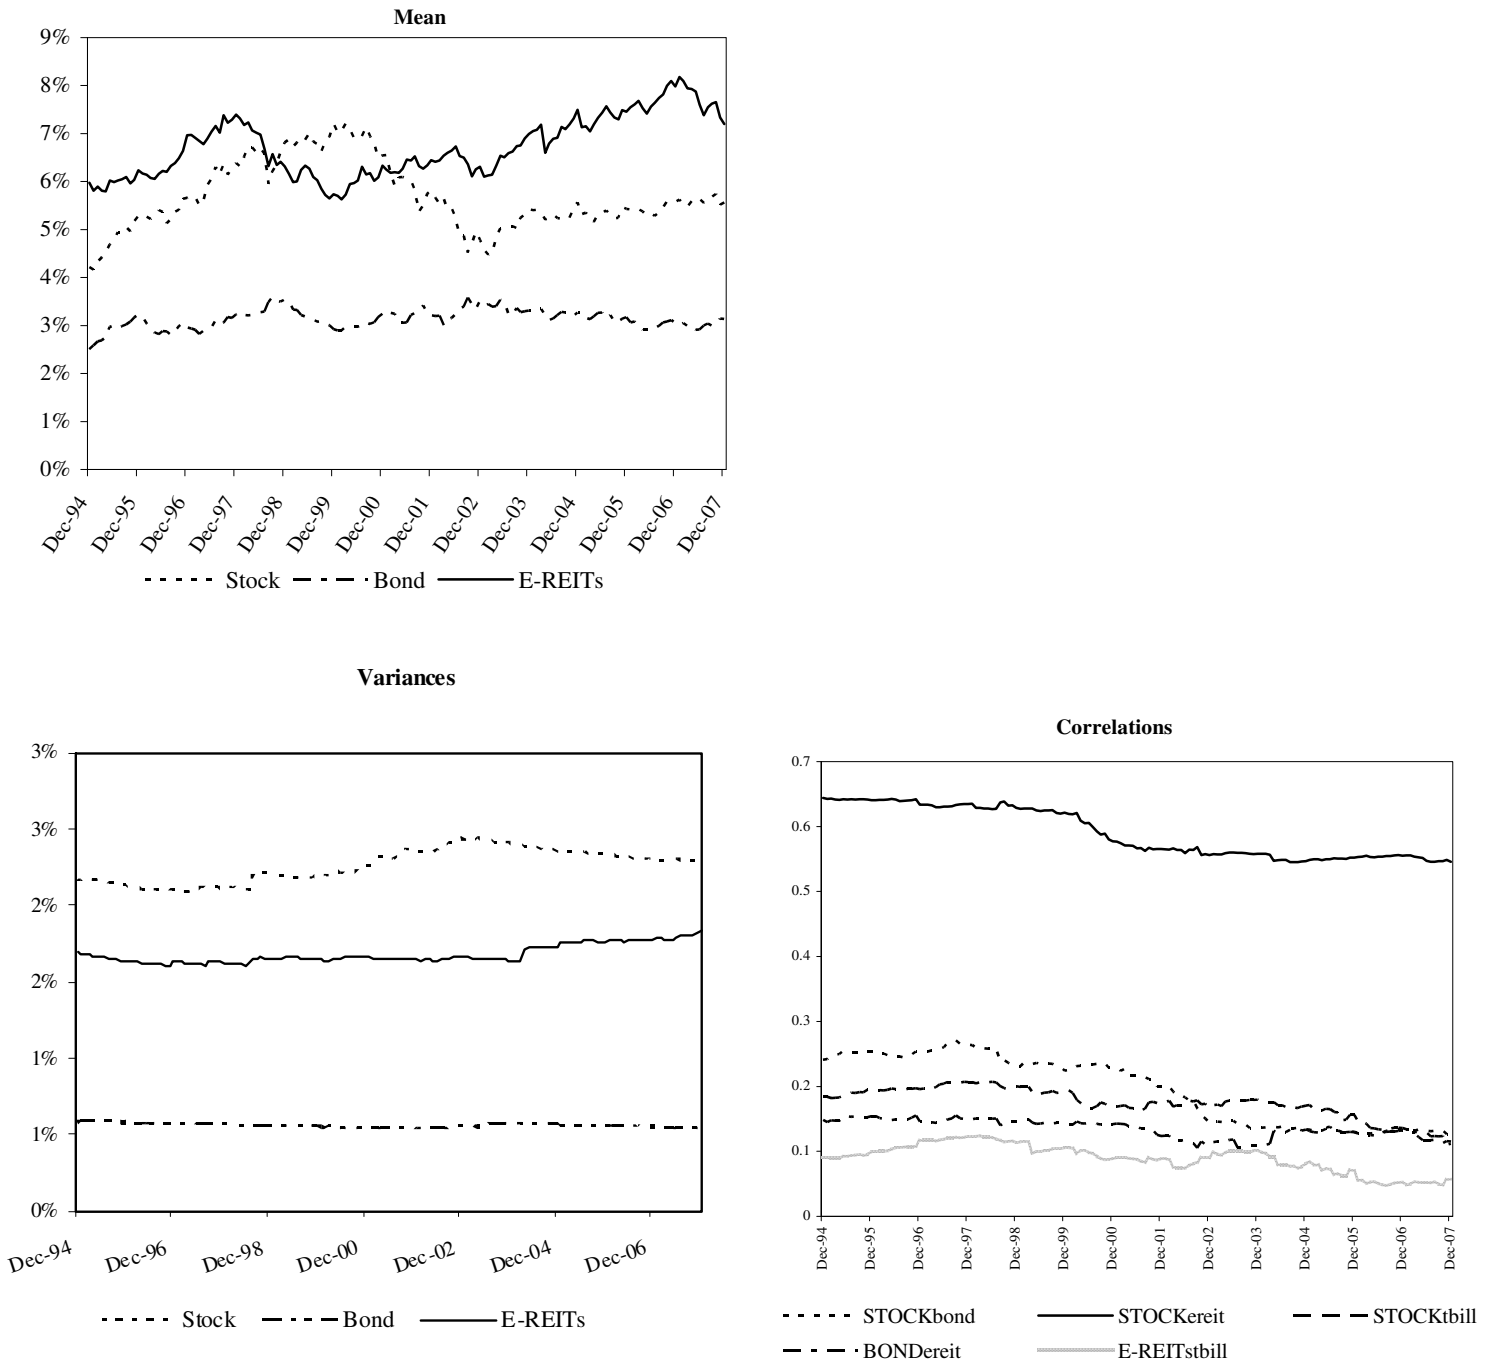 Mean
9%
8%
7%
6%
5%
4%
3%
2%
1%
0%
Dec-94 Dec-95 Dec-96 Dec-97 Dec-98 Dec-99 Dec-00 Dec-01 Dec-02 Dec-03 Dec-04 Dec-05 Dec-06 Dec-07
Stock Bond E-REITs
Variances
3%
3%
2%
2%
1%
1%
0%
Dec-94 Dec-96 Dec-98 Dec-00 Dec-02 Dec-04 Dec-06
Stock Bond E-REITs
Correlations
0.7
0.6
0.5
0.4
0.3
0.2
0.1
0
Dec-94 Dec-95 Dec-96 Dec-97 Dec-98 Dec-99 Dec-00 Dec-01 Dec-02 Dec-03 Dec-04 Dec-05 Dec-06 Dec-07
STOCKbond STOCKereit STOCKtbill
BONDereit E-REITstbill